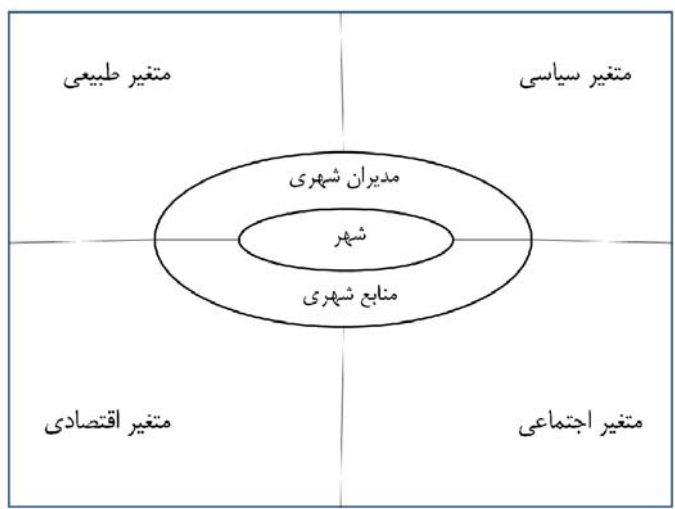 متغیر سیاسی
متغیر طبیعی
مدیران شهری
شهر
منابع شهری
متغیر اجتماعی
متغیر اقتصادی